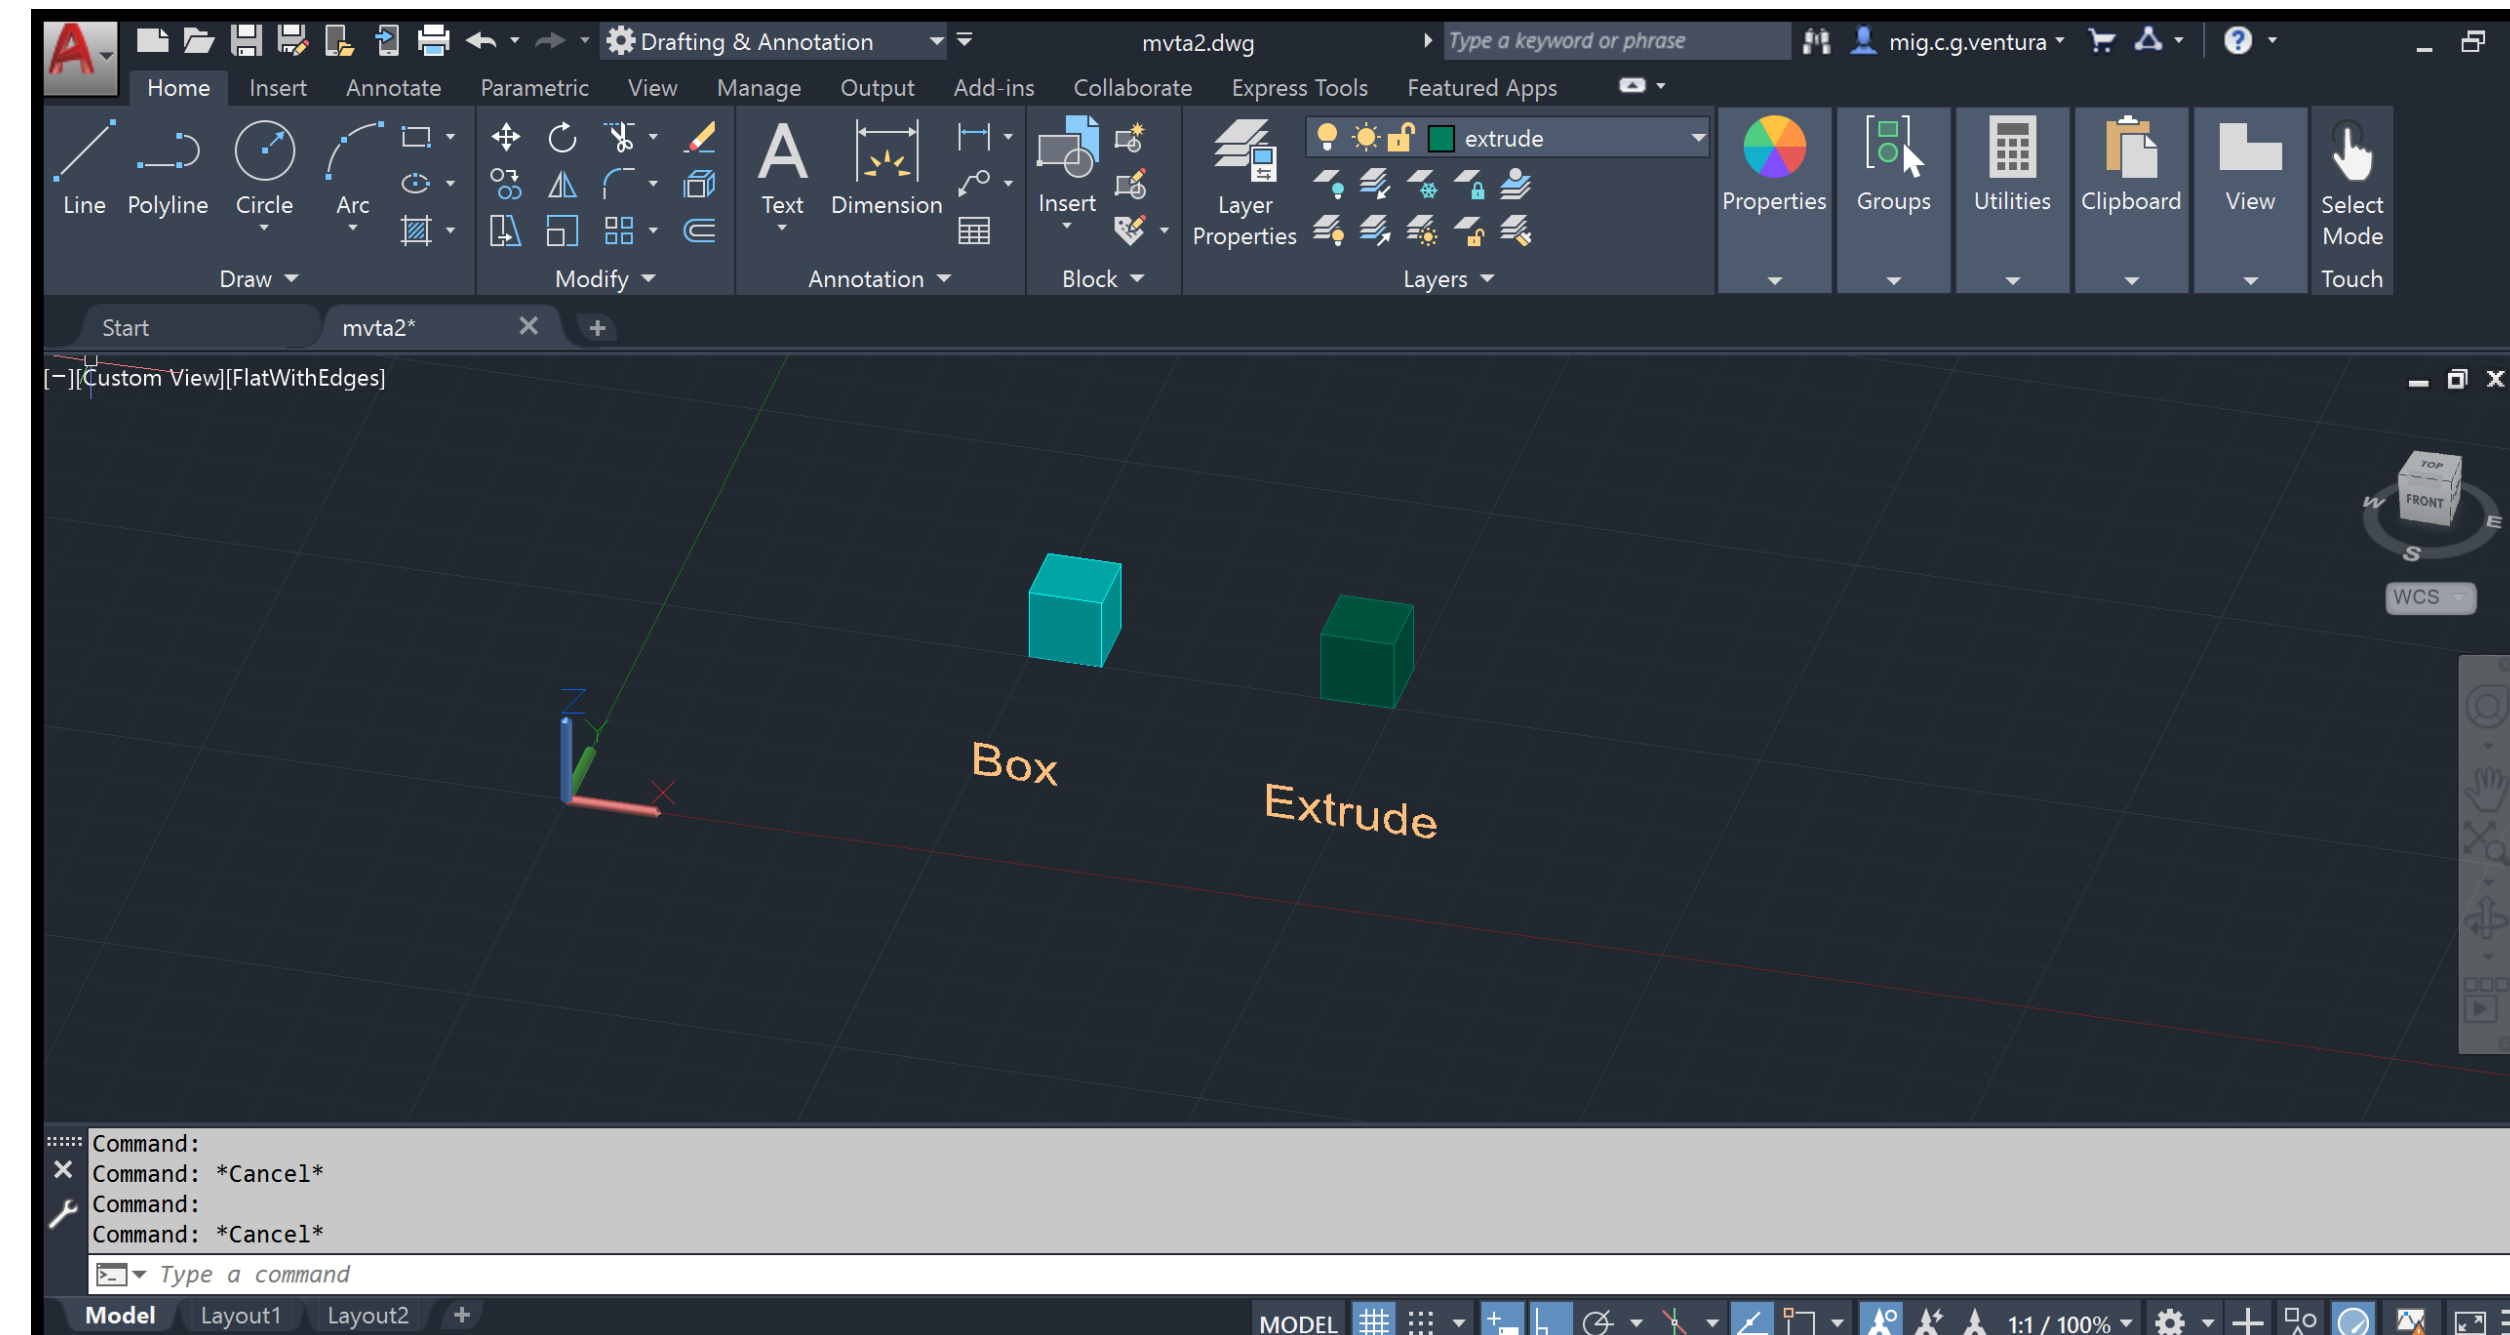 Drafting & Annotation
mvta2.dwg
Type a keyword or phrase
mig.c.g.ventura
Home
Insert
Annotate
Parametric
View
Manage
Output
Add-ins
Collaborate
Express Tools
Featured Apps
Line
Polyline
Circle
Arc
Draw
Modify
Text
Dimension
Annotation
Insert
Block
Layer
Properties
extrude
Layers
Properties
Groups
Utilities
Clipboard
View
Select
Mode
Touch
Start
mvta2*
[−][Custom View][FlatWithEdges]
TOP
FRONT
W
E
S
WCS
Z
Y
X
Box
Extrude
Command:
Command: *Cancel*
Command:
Command: *Cancel*
Type a command
Model
Layout1
Layout2
MODEL
1:1 / 100%